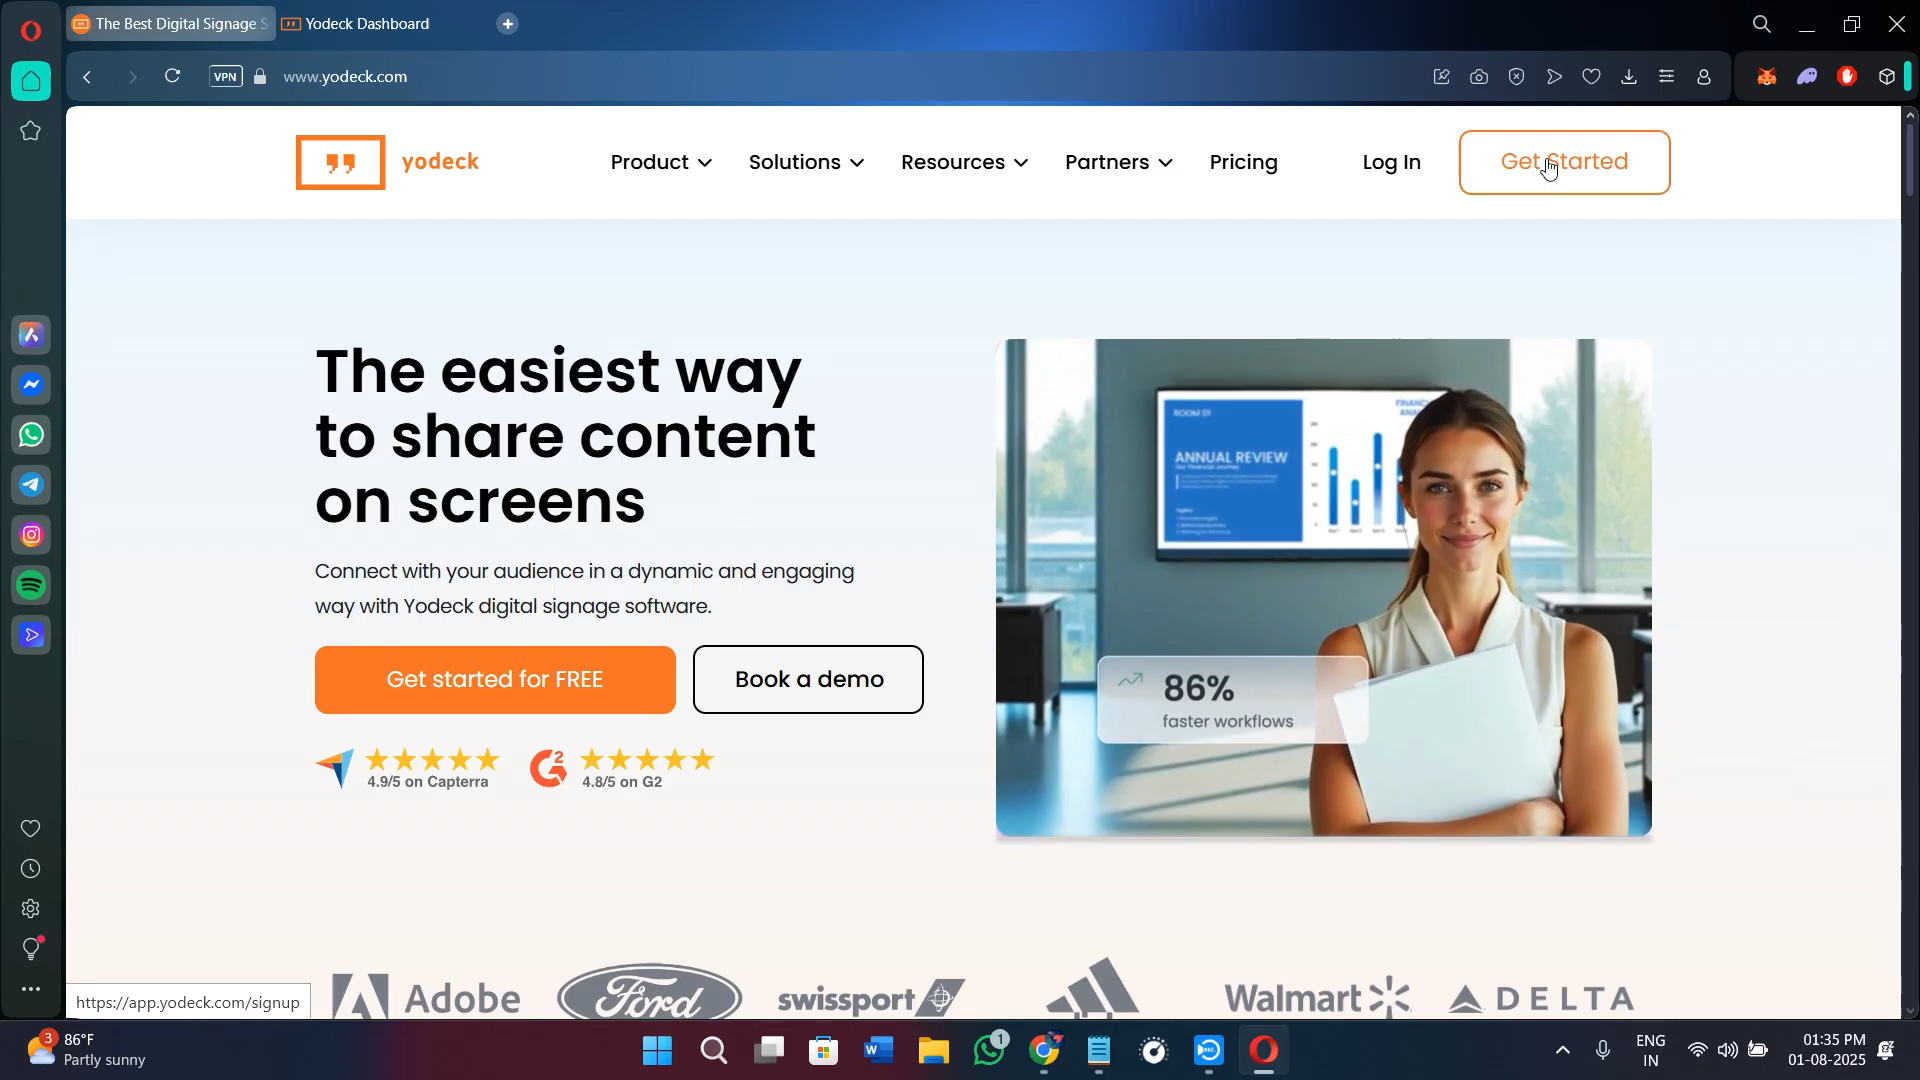 The Best Digital Signage S
Yodeck Dashboard
VPN
www.yodeck.com
yodeck
Product
Solutions
Resources
Partners
Pricing
Log In
Get Started
The easiest way
to share content
on screens
Connect with your audience in a dynamic and engaging
way with Yodeck digital signage software.
Get started for FREE
Book a demo
4.9/5 on Capterra
4.8/5 on G2
ROOM 01
ANNUAL REVIEW
86%
faster workflows
https://app.yodeck.com/signup
Adobe
Ford
swissport
Walmart
DELTA
3
86°F
Partly sunny
1
ENG
IN
01:35 PM
01-08-2025